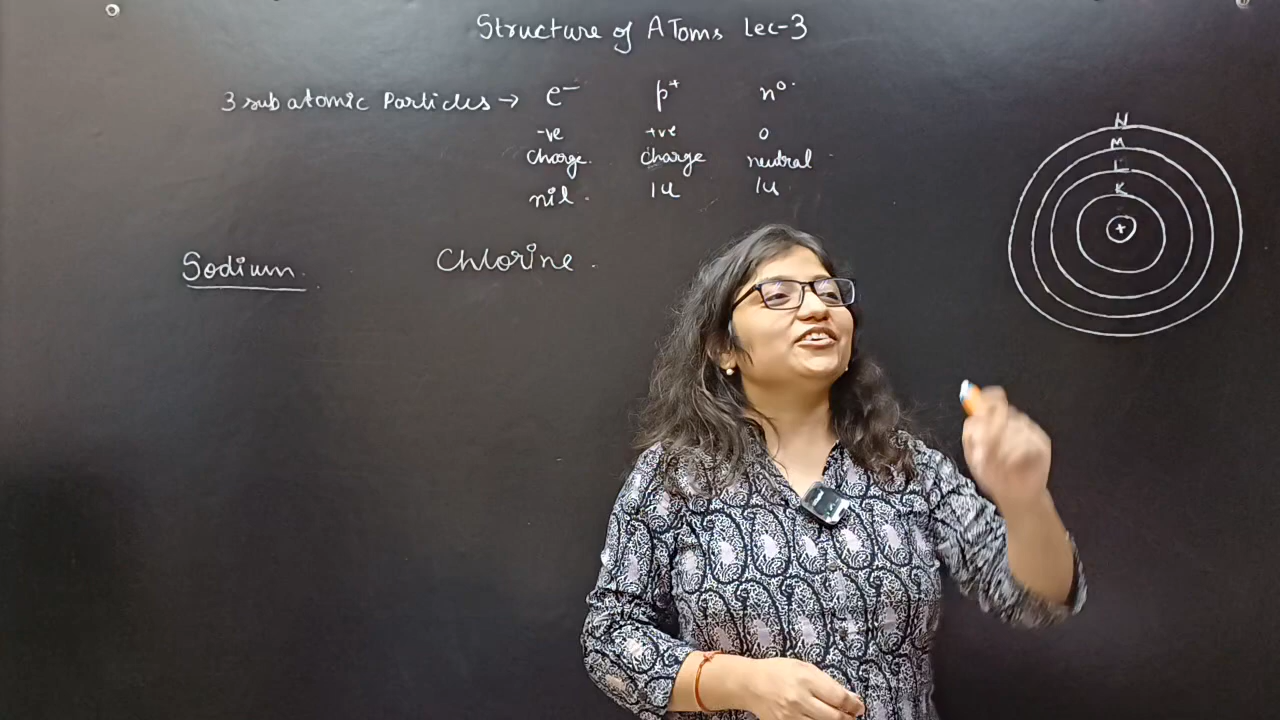 Structure of AToms Lec-3
3 sub atomic Particles → e⁻ p⁺ n⁰
-ve +ve 0
charge. charge neutral
nil. 1u 1u
Sodium. Chlorine.
N
M
L
K
+